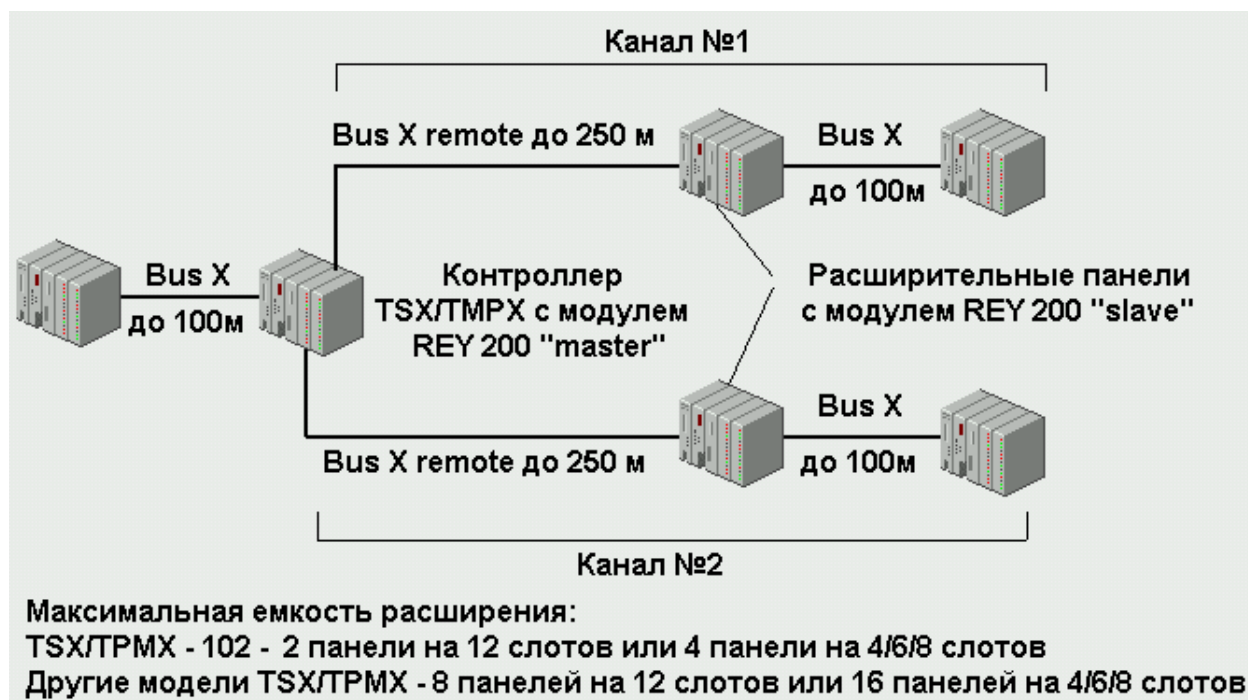 Канал №1
Bus X remote до 250 м
Bus X
до 100м
Bus X
до 100м
Контроллер
TSX/TMPX с модулем
REY 200 "master"
Расширительные панели
с модулем REY 200 "slave"
Bus X remote до 250 м
Bus X
до 100м
Канал №2
Максимальная емкость расширения:
TSX/TPMX - 102 - 2 панели на 12 слотов или 4 панели на 4/6/8 слотов
Другие модели TSX/TPMX - 8 панелей на 12 слотов или 16 панелей на 4/6/8 слотов